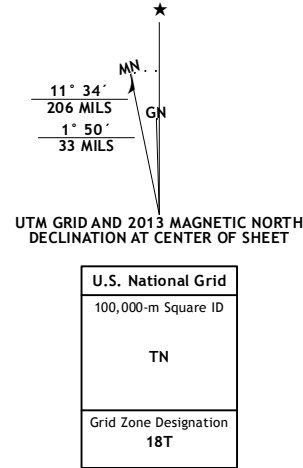 ★
MN
GN
11° 34´
206 MILS
1° 50´
33 MILS
UTM GRID AND 2013 MAGNETIC NORTH
DECLINATION AT CENTER OF SHEET
U.S. National Grid
100,000-m Square ID
TN
Grid Zone Designation
18T